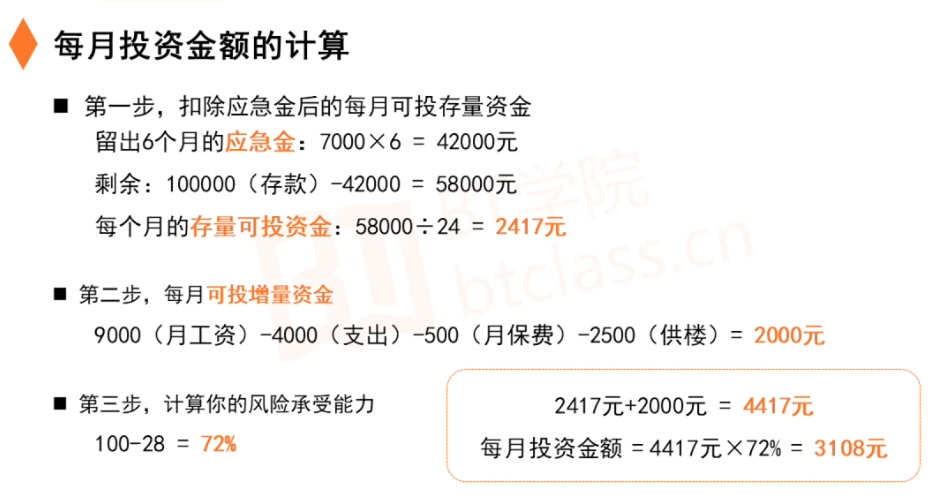 每月投资金额的计算
■ 第一步，扣除应急金后的每月可投存量资金
留出6个月的应急金：7000×6 = 42000元
剩余：100000（存款）-42000 = 58000元
每个月的存量可投资金：58000÷24 = 2417元
■ 第二步，每月可投增量资金
9000（月工资）-4000（支出）-500（月保费）-2500（供楼）= 2000元
■ 第三步，计算你的风险承受能力
100-28 = 72%
2417元+2000元 = 4417元
每月投资金额 =4417元×72% = 3108元
BT学院
btclass.cn